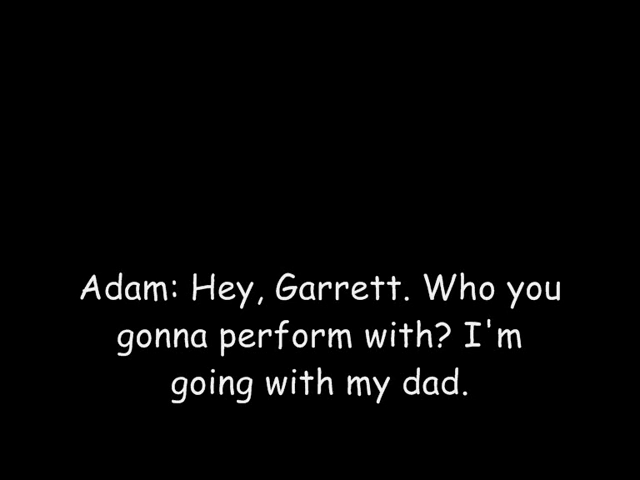 Adam: Hey, Garrett. Who you
gonna perform with? I'm
going with my dad.